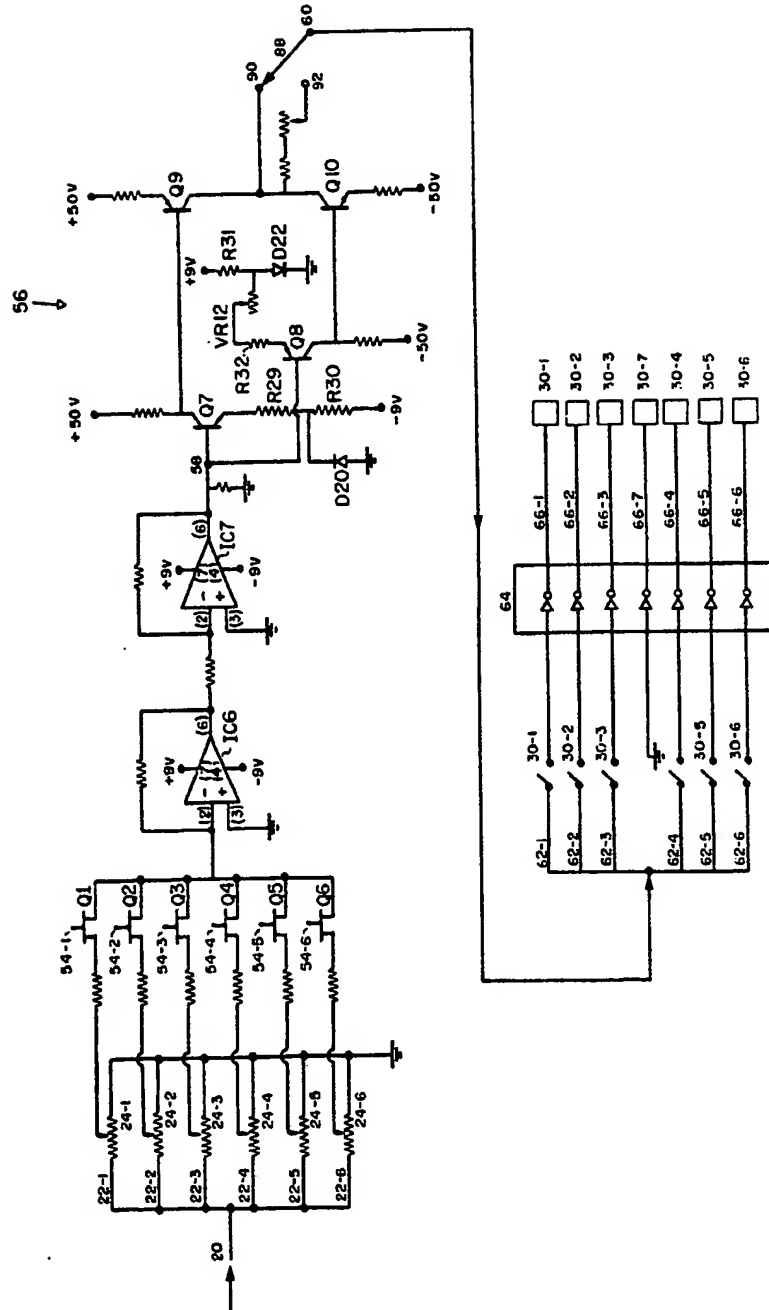 56
+50V
+50V
Q9
90
88
60
92
Q10
-50V
+9V
R31
D22
VR12
R32
Q8
-50V
Q7
R29
R30
-9V
D20
58
(6)
IC7
+9V
(7)
(4)
-9V
(2)
-
+
(3)
(6)
IC6
+9V
(7)
(4)
-9V
(2)
-
+
(3)
54-1
Q1
54-2
Q2
54-3
Q3
54-4
Q4
54-5
Q5
54-6
Q6
20
22-1
24-1
22-2
24-2
22-3
24-3
22-4
24-4
22-5
24-5
22-6
24-6
64
62-1
30-1
66-1
30-1
62-2
30-2
66-2
30-2
62-3
30-3
66-3
30-3
66-7
30-7
62-4
66-4
30-4
62-5
30-5
66-5
30-5
62-6
30-6
66-6
30-6